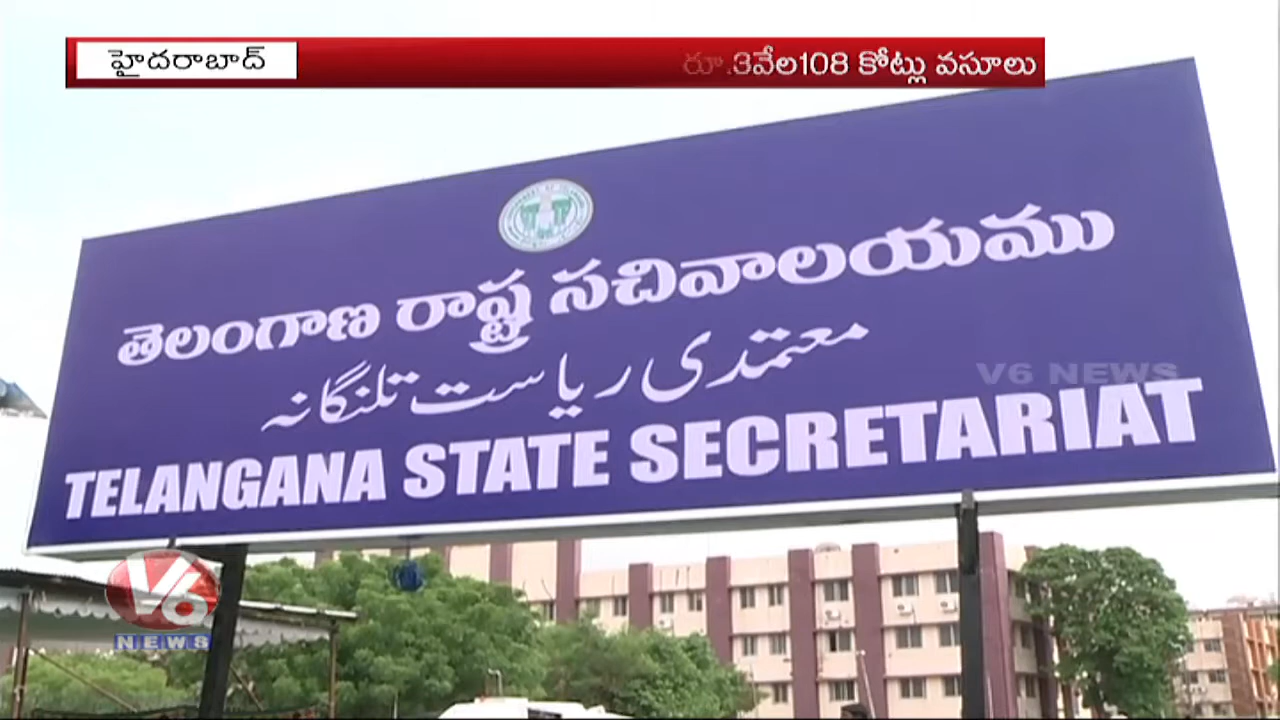 హైదరాబాద్
రూ.3వేల108 కోట్లు వసూలు
తెలంగాణ రాష్ట్ర సచివాలయము
معتمدی ریاست تلنگانہ
V6 NEWS
TELANGANA STATE SECRETARIAT
V6
NEWS